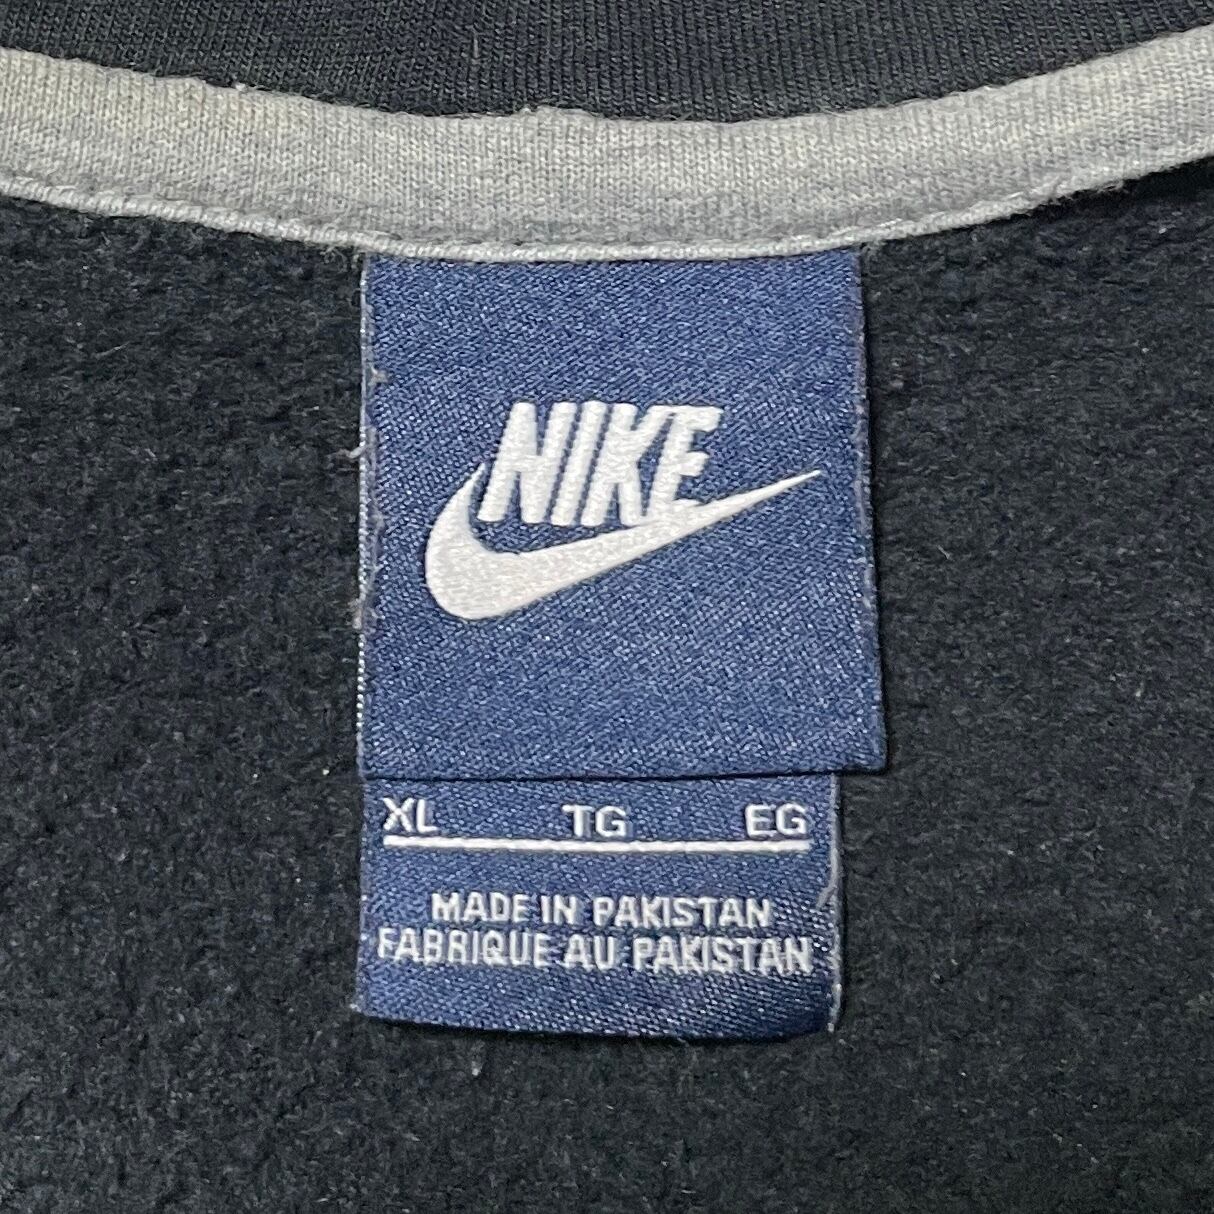 NIKE
XL TG EG
MADE IN PAKISTAN
FABRIQUE AU PAKISTAN